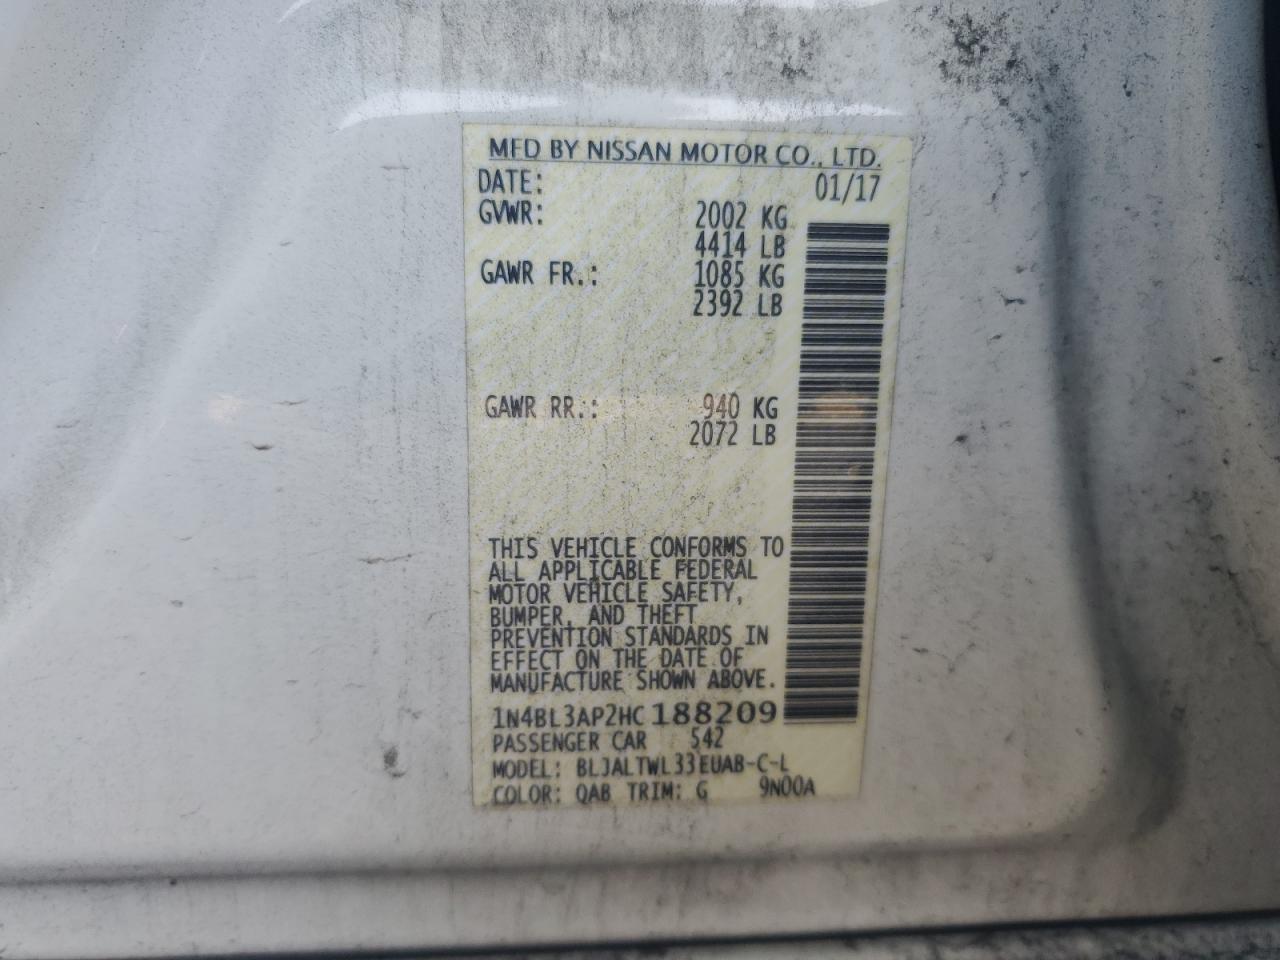 MFD BY NISSAN MOTOR CO., LTD.
DATE: 01/17
GVWR: 2002 KG
4414 LB
GAWR FR.: 1085 KG
2392 LB
GAWR RR.: 940 KG
2072 LB
THIS VEHICLE CONFORMS TO
ALL APPLICABLE FEDERAL
MOTOR VEHICLE SAFETY,
BUMPER, AND THEFT
PREVENTION STANDARDS IN
EFFECT ON THE DATE OF
MANUFACTURE SHOWN ABOVE.
1N4BL3AP2HC188209
PASSENGER CAR 542
MODEL: BLJALTWL33EUAB-C-L
COLOR: QAB TRIM: G 9N00A